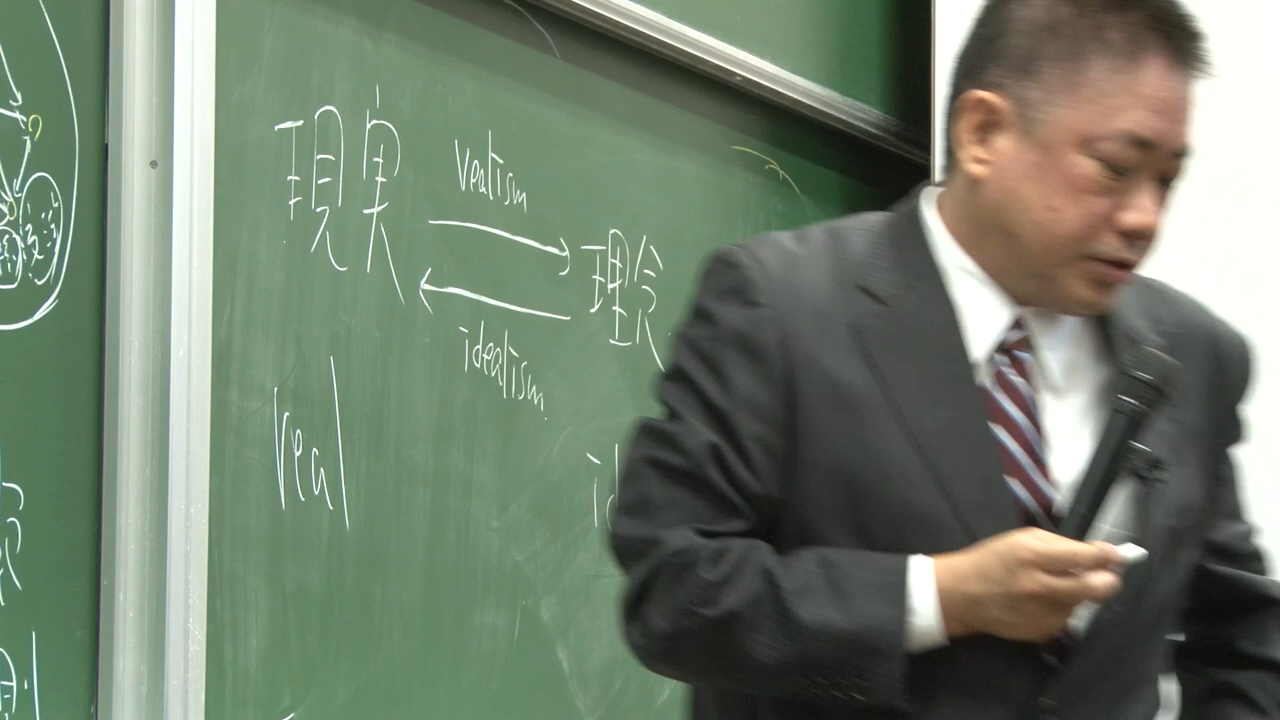 現実
realism
理念
idealism
real